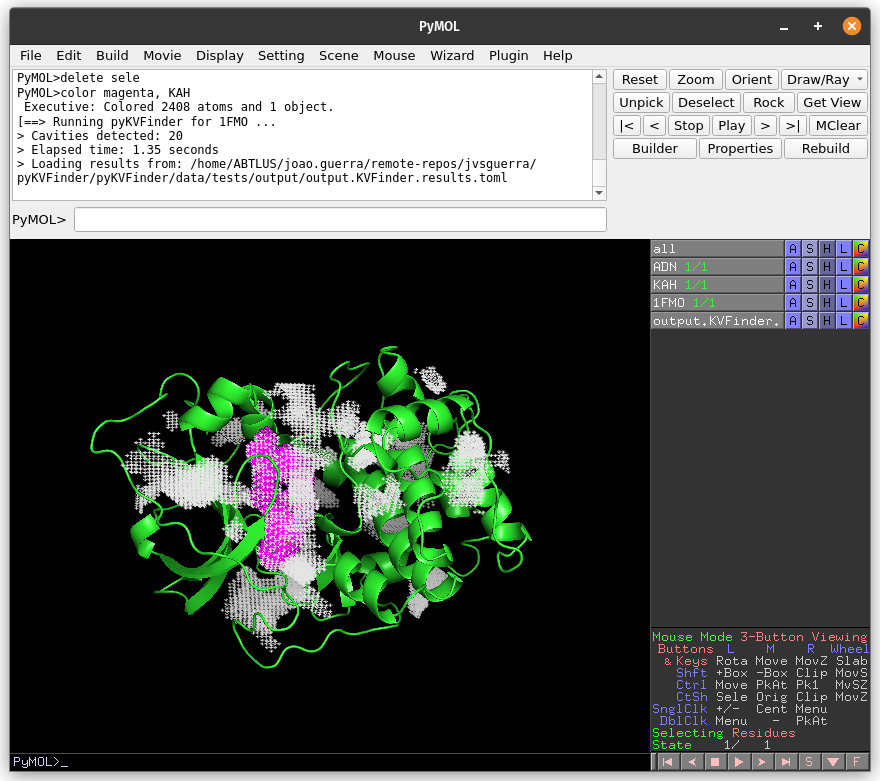 PyMOL
File Edit Build Movie Display Setting Scene Mouse Wizard Plugin Help
PyMOL>delete sele
PyMOL>color magenta, KAH
Executive: Colored 2408 atoms and 1 object.
[==> Running pyKVFinder for 1FMO ...
> Cavities detected: 20
> Elapsed time: 1.35 seconds
> Loading results from: /home/ABTLUS/joao.guerra/remote-repos/jvsguerra/
pyKVFinder/pyKVFinder/data/tests/output/output.KVFinder.results.toml
PyMOL>
Reset Zoom Orient Draw/Ray
Unpick Deselect Rock Get View
|< < Stop Play > >| MClear
Builder Properties Rebuild
all A S H L C
ADN 1/1 A S H L C
KAH 1/1 A S H L C
1FMO 1/1 A S H L C
output.KVFinder. A S H L C
Mouse Mode 3-Button Viewing
Buttons L M R Wheel
& Keys Rota Move MovZ Slab
Shft +Box -Box Clip MovS
Ctrl Move PkAt Pk1 MvSZ
CtSh Sele Orig Clip MovZ
SnglClk +/- Cent Menu
DblClk Menu - PkAt
Selecting Residues
State 1/ 1
PyMOL>_
S F